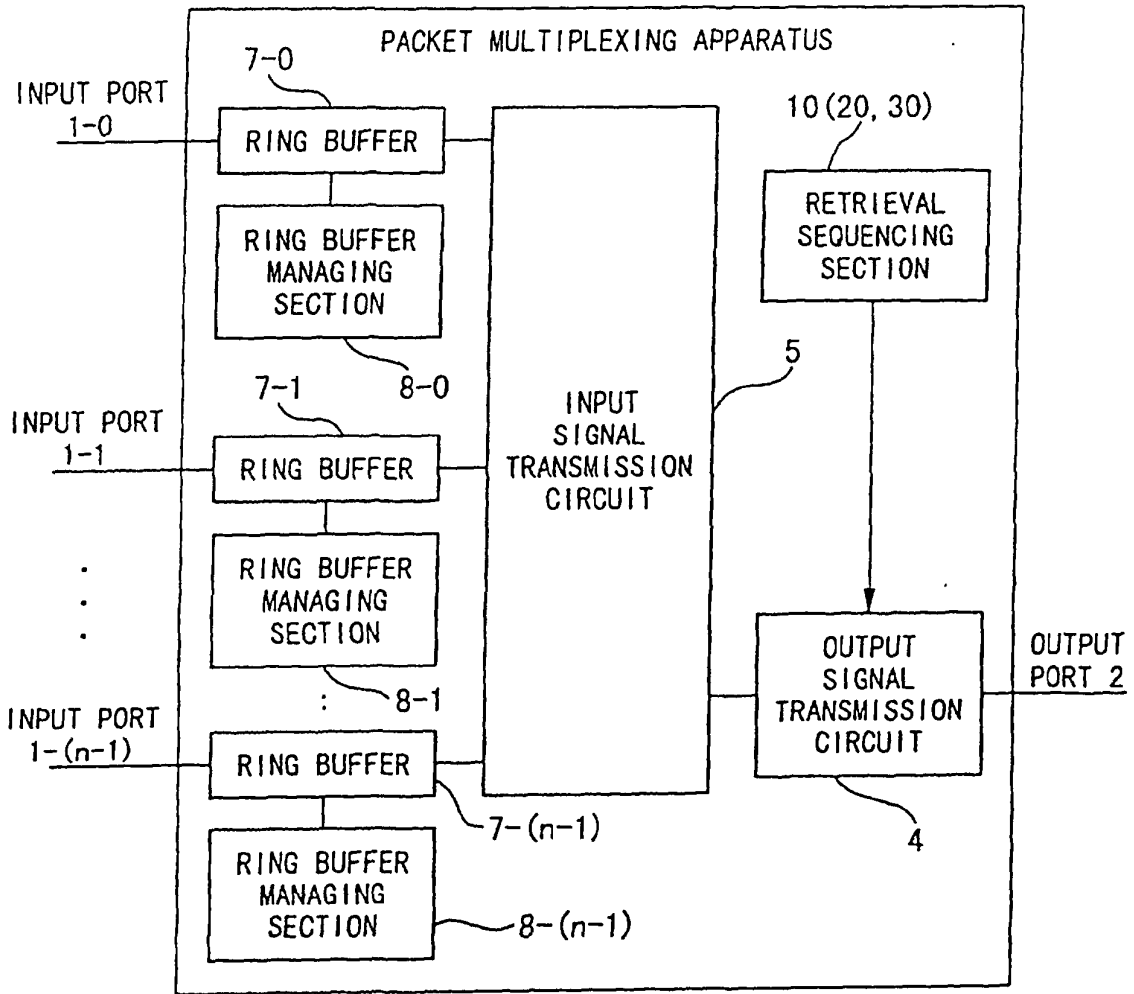 PACKET MULTIPLEXING APPARATUS
7-0
INPUT PORT
1-0
RING BUFFER
10(20, 30)
RETRIEVAL
SEQUENCING
SECTION
RING BUFFER
MANAGING
SECTION
8-0
5
7-1
INPUT PORT
1-1
RING BUFFER
INPUT
SIGNAL
TRANSMISSION
CIRCUIT
RING BUFFER
MANAGING
SECTION
8-1
OUTPUT
SIGNAL
TRANSMISSION
CIRCUIT
OUTPUT
PORT 2
4
INPUT PORT
1-(n-1)
RING BUFFER
7-(n-1)
RING BUFFER
MANAGING
SECTION
8-(n-1)